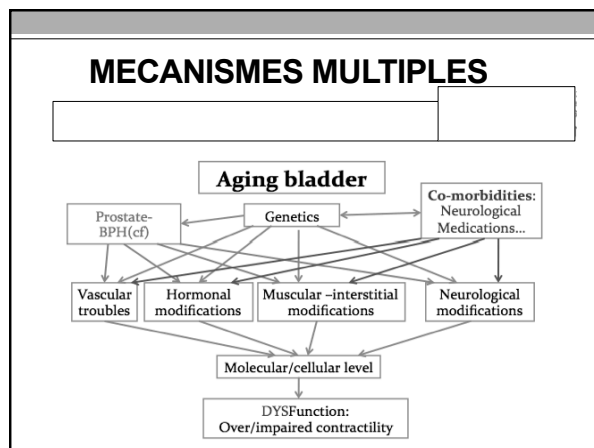 MECANISMES MULTIPLES
Aging bladder
Prostate-
BPH(cf)
Genetics
Co-morbidities:
Neurological
Medications...
Vascular
troubles
Hormonal
modifications
Muscular –interstitial
modifications
Neurological
modifications
Molecular/cellular level
DYSFunction:
Over/impaired contractility